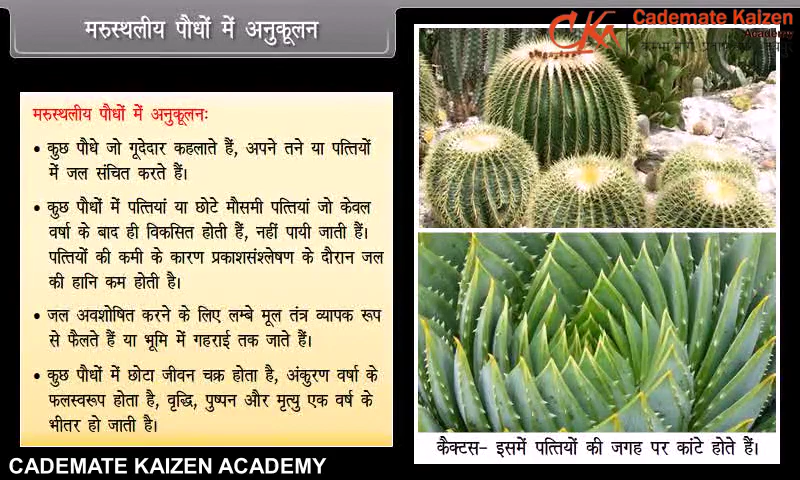 मरुस्थलीय पौधों में अनुकूलन
Cademate Kaizen
Academy
CKA
मरुस्थलीय पौधों में अनुकूलनः
• कुछ पौधे जो गूदेदार कहलाते हैं, अपने तने या पत्तियों
में जल संचित करते हैं।
• कुछ पौधों में पत्तियां या छोटे मौसमी पत्तियां जो केवल
वर्षा के बाद ही विकसित होती हैं, नहीं पायी जाती हैं।
पत्तियों की कमी के कारण प्रकाशसंश्लेषण के दौरान जल
की हानि कम होती है।
• जल अवशोषित करने के लिए लम्बे मूल तंत्र व्यापक रूप
से फैलते हैं या भूमि में गहराई तक जाते हैं।
• कुछ पौधों में छोटा जीवन चक्र होता है, अंकुरण वर्षा के
फलस्वरूप होता है, वृद्धि, पुष्पन और मृत्यु एक वर्ष के
भीतर हो जाती है।
कैक्टस- इसमें पत्तियों की जगह पर कांटे होते हैं।
CADEMATE KAIZEN ACADEMY